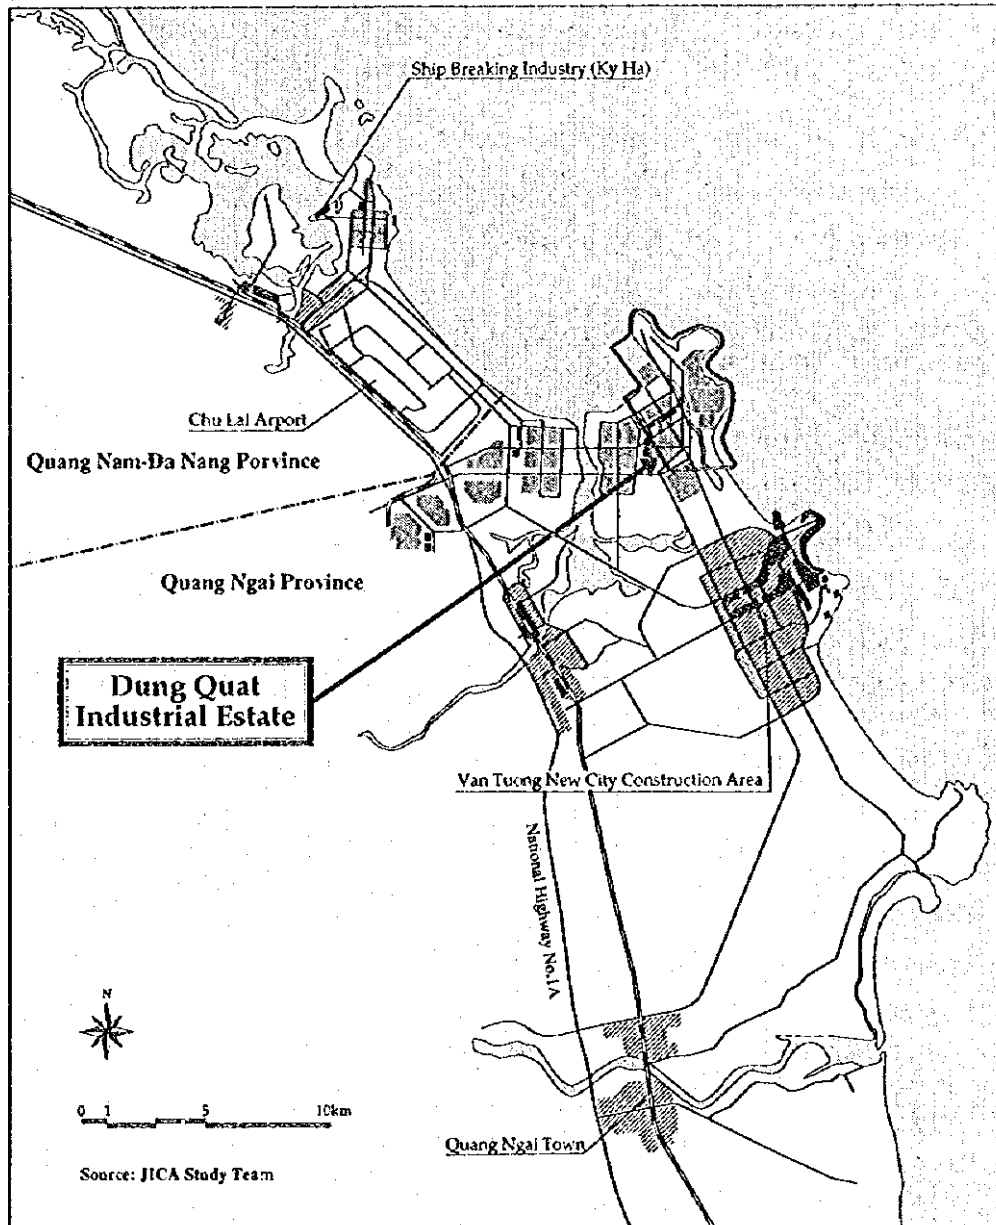 Ship Breaking Industry (Ky Ha)
Chu Lai Arport
Quang Nam-Da Nang Porvince
Quang Ngai Province
Dung Quat
Industrial Estate
Van Tuong New City Construction Area
National Highway No.1A
N
0 1 5 10km
Quang Ngai Town
Source: JICA Study Team